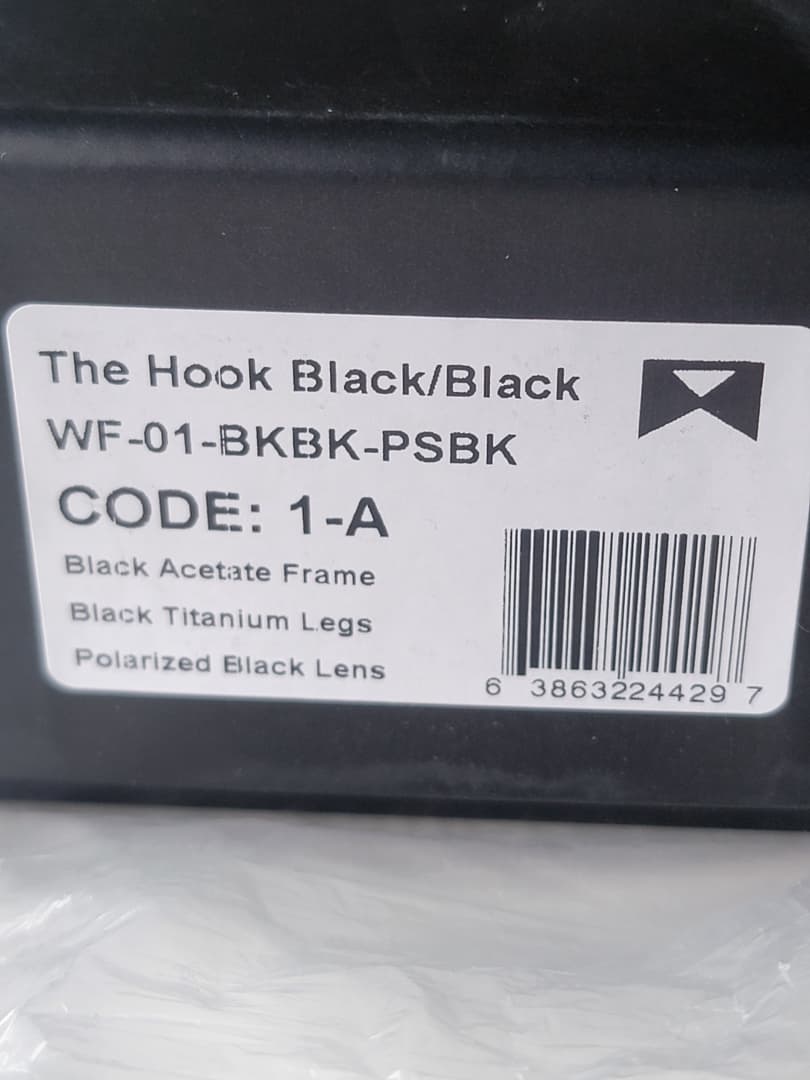 The Hook Black/Black
WF-01-BKBK-PSBK
CODE: 1-A
Black Acetate Frame
Black Titanium Legs
Polarized Black Lens
6 3863224429 7